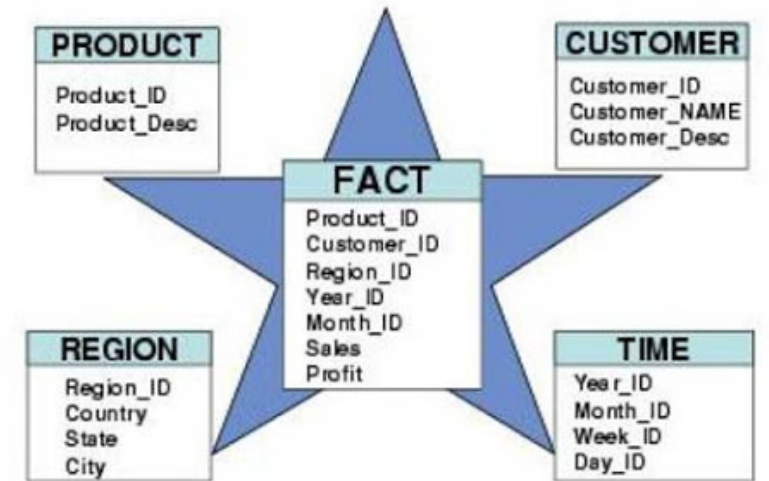 PRODUCT
Product_ID
Product_Desc
CUSTOMER
Customer_ID
Customer_NAME
Customer_Desc
FACT
Product_ID
Customer_ID
Region_ID
Year_ID
Month_ID
Sales
Profit
REGION
Region_ID
Country
State
City
TIME
Year_ID
Month_ID
Week_ID
Day_ID